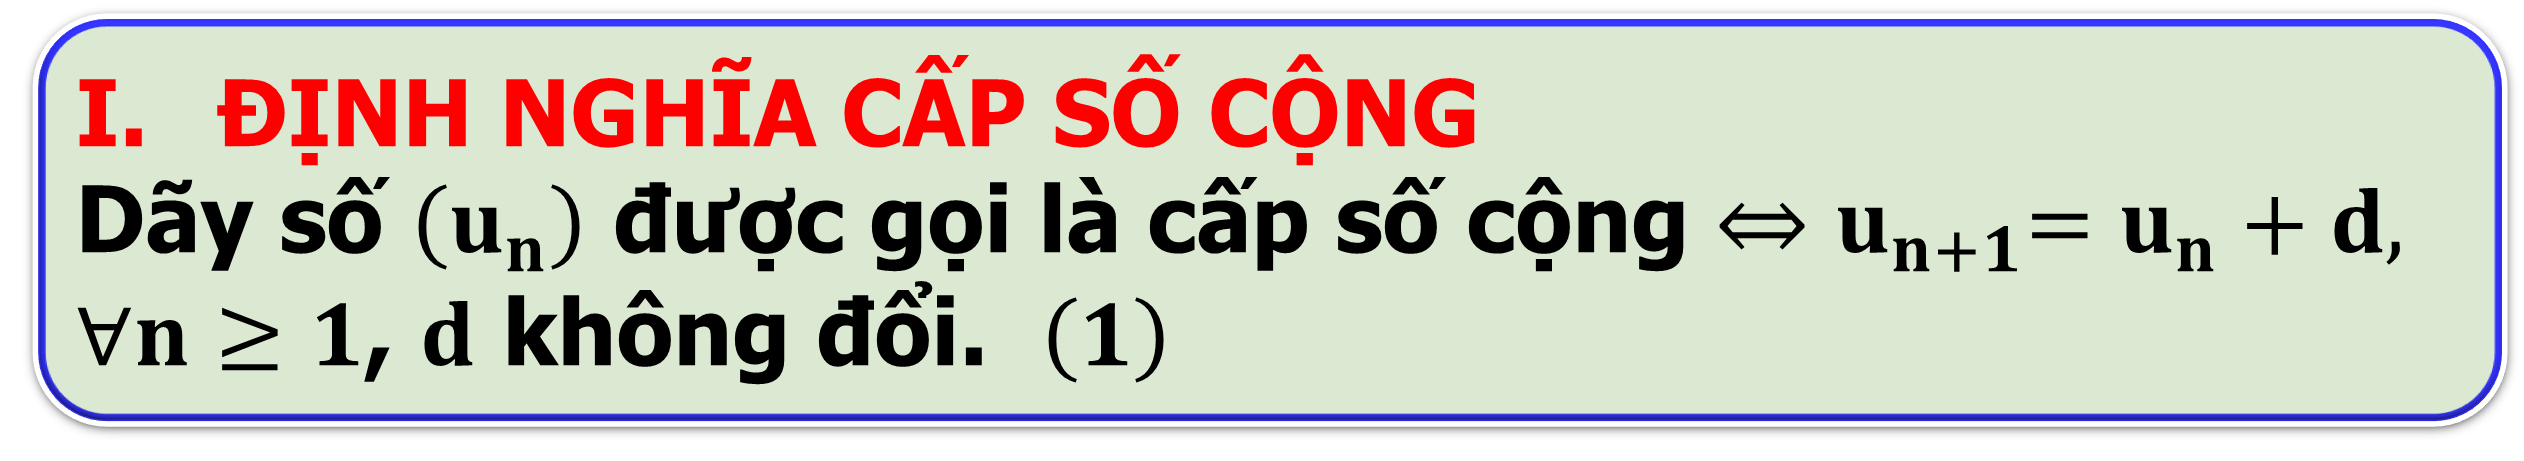 I. ĐỊNH NGHĨA CẤP SỐ CỘNG
Dãy số (uₙ) được gọi là cấp số cộng ⇔ uₙ₊₁= uₙ + d,
∀n ≥ 1, d không đổi. (1)